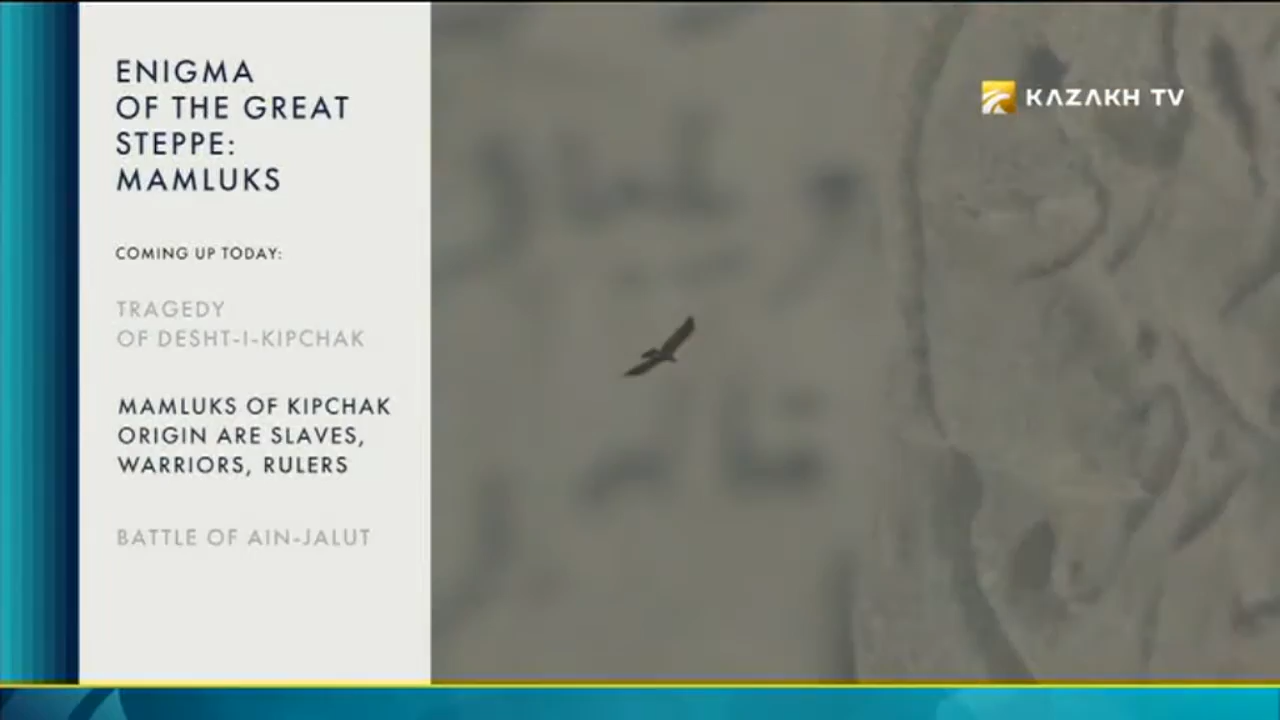 ENIGMA
OF THE GREAT
STEPPE:
MAMLUKS
COMING UP TODAY:
TRAGEDY
OF DESHT-I-KIPCHAK
MAMLUKS OF KIPCHAK
ORIGIN ARE SLAVES,
WARRIORS, RULERS
BATTLE OF AIN-JALUT
KAZAKH TV